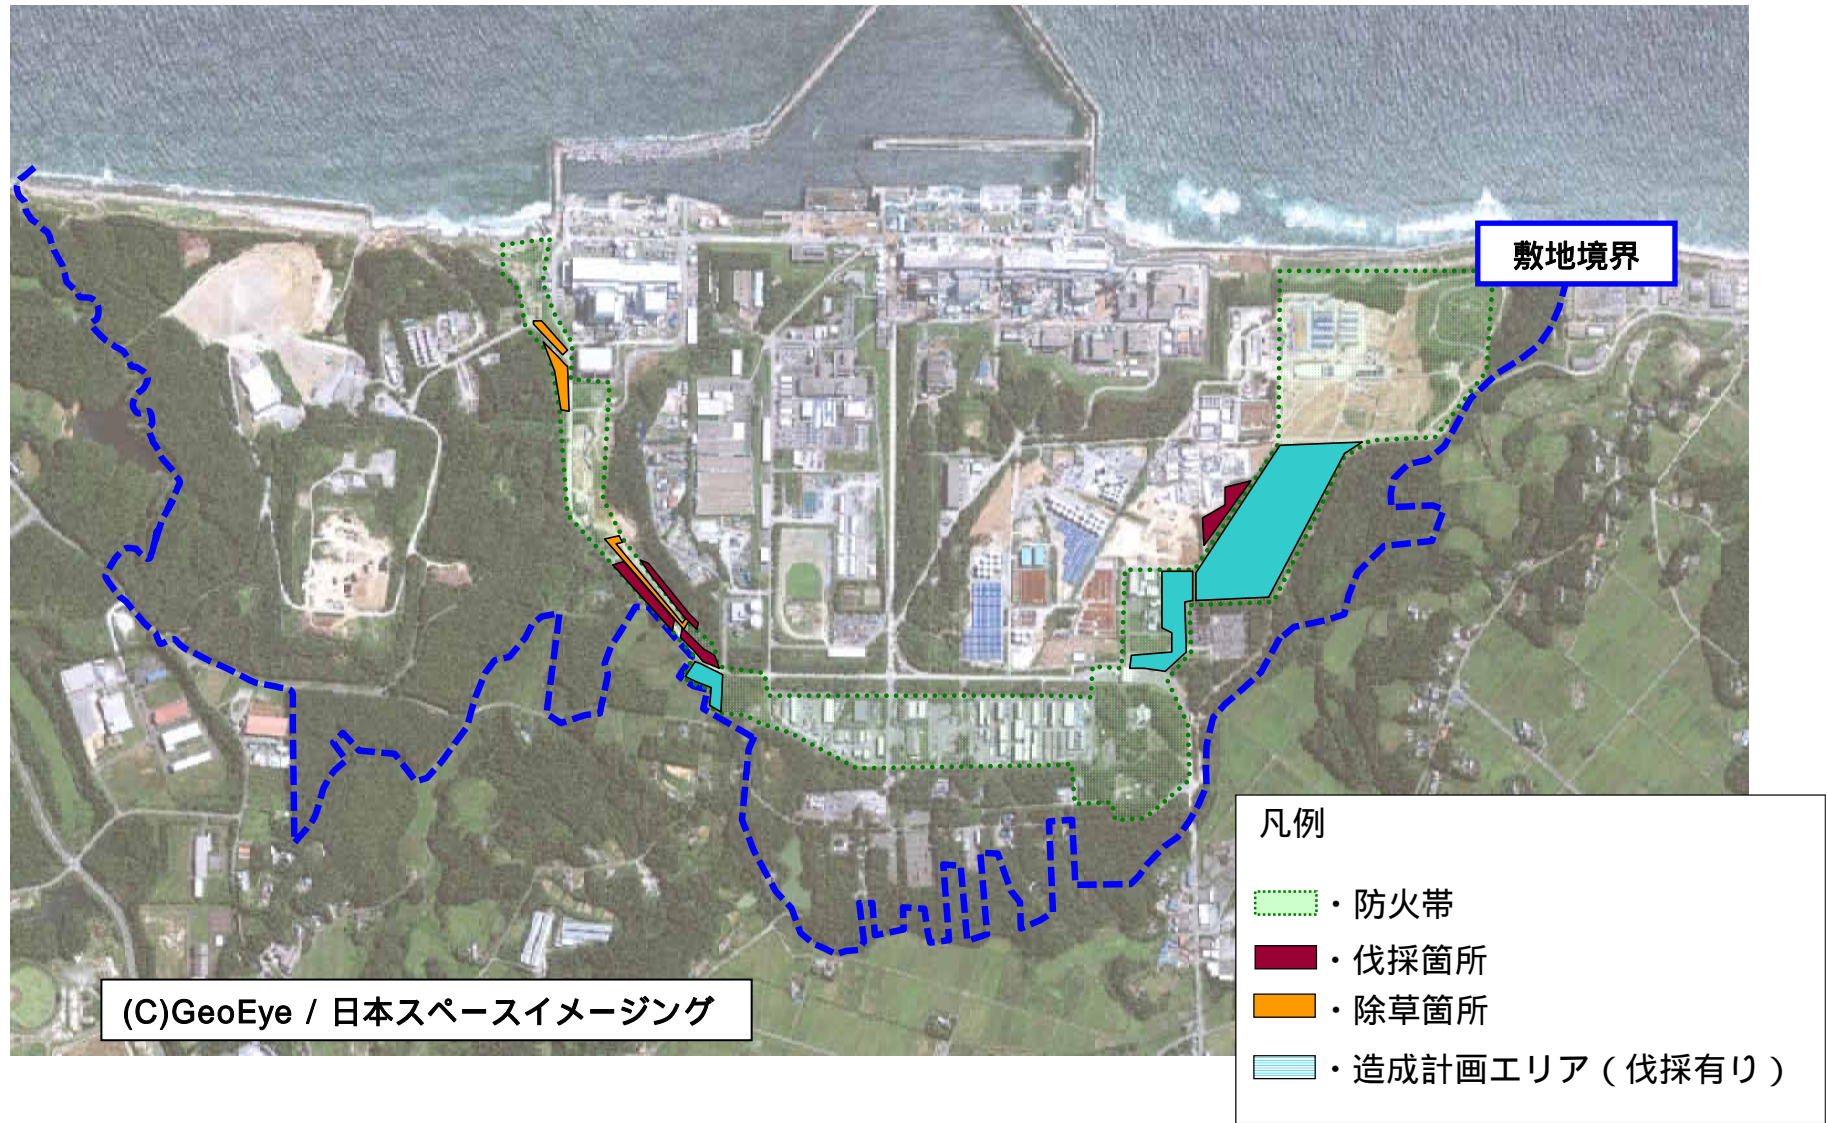 敷地境界
凡例
・防火帯
・伐採箇所
・除草箇所
・造成計画エリア（伐採有り）
(C)GeoEye / 日本スペースイメージング